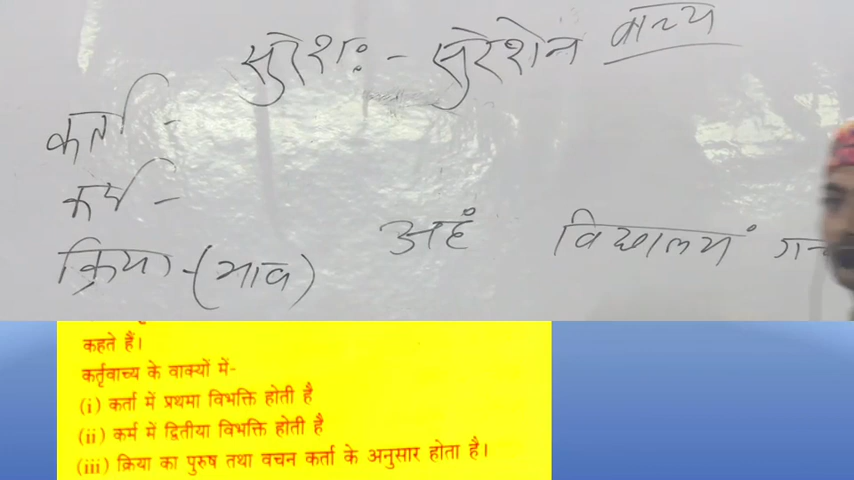 सुरेशः - सुरेशेन वाच्य
कर्ता -
कर्म -
अहं विद्यालयं
क्रिया - (भाव)
कहते हैं।
कर्तृवाच्य के वाक्यों में-
(i) कर्ता में प्रथमा विभक्ति होती है
(ii) कर्म में द्वितीया विभक्ति होती है
(iii) क्रिया का पुरुष तथा वचन कर्ता के अनुसार होता है।